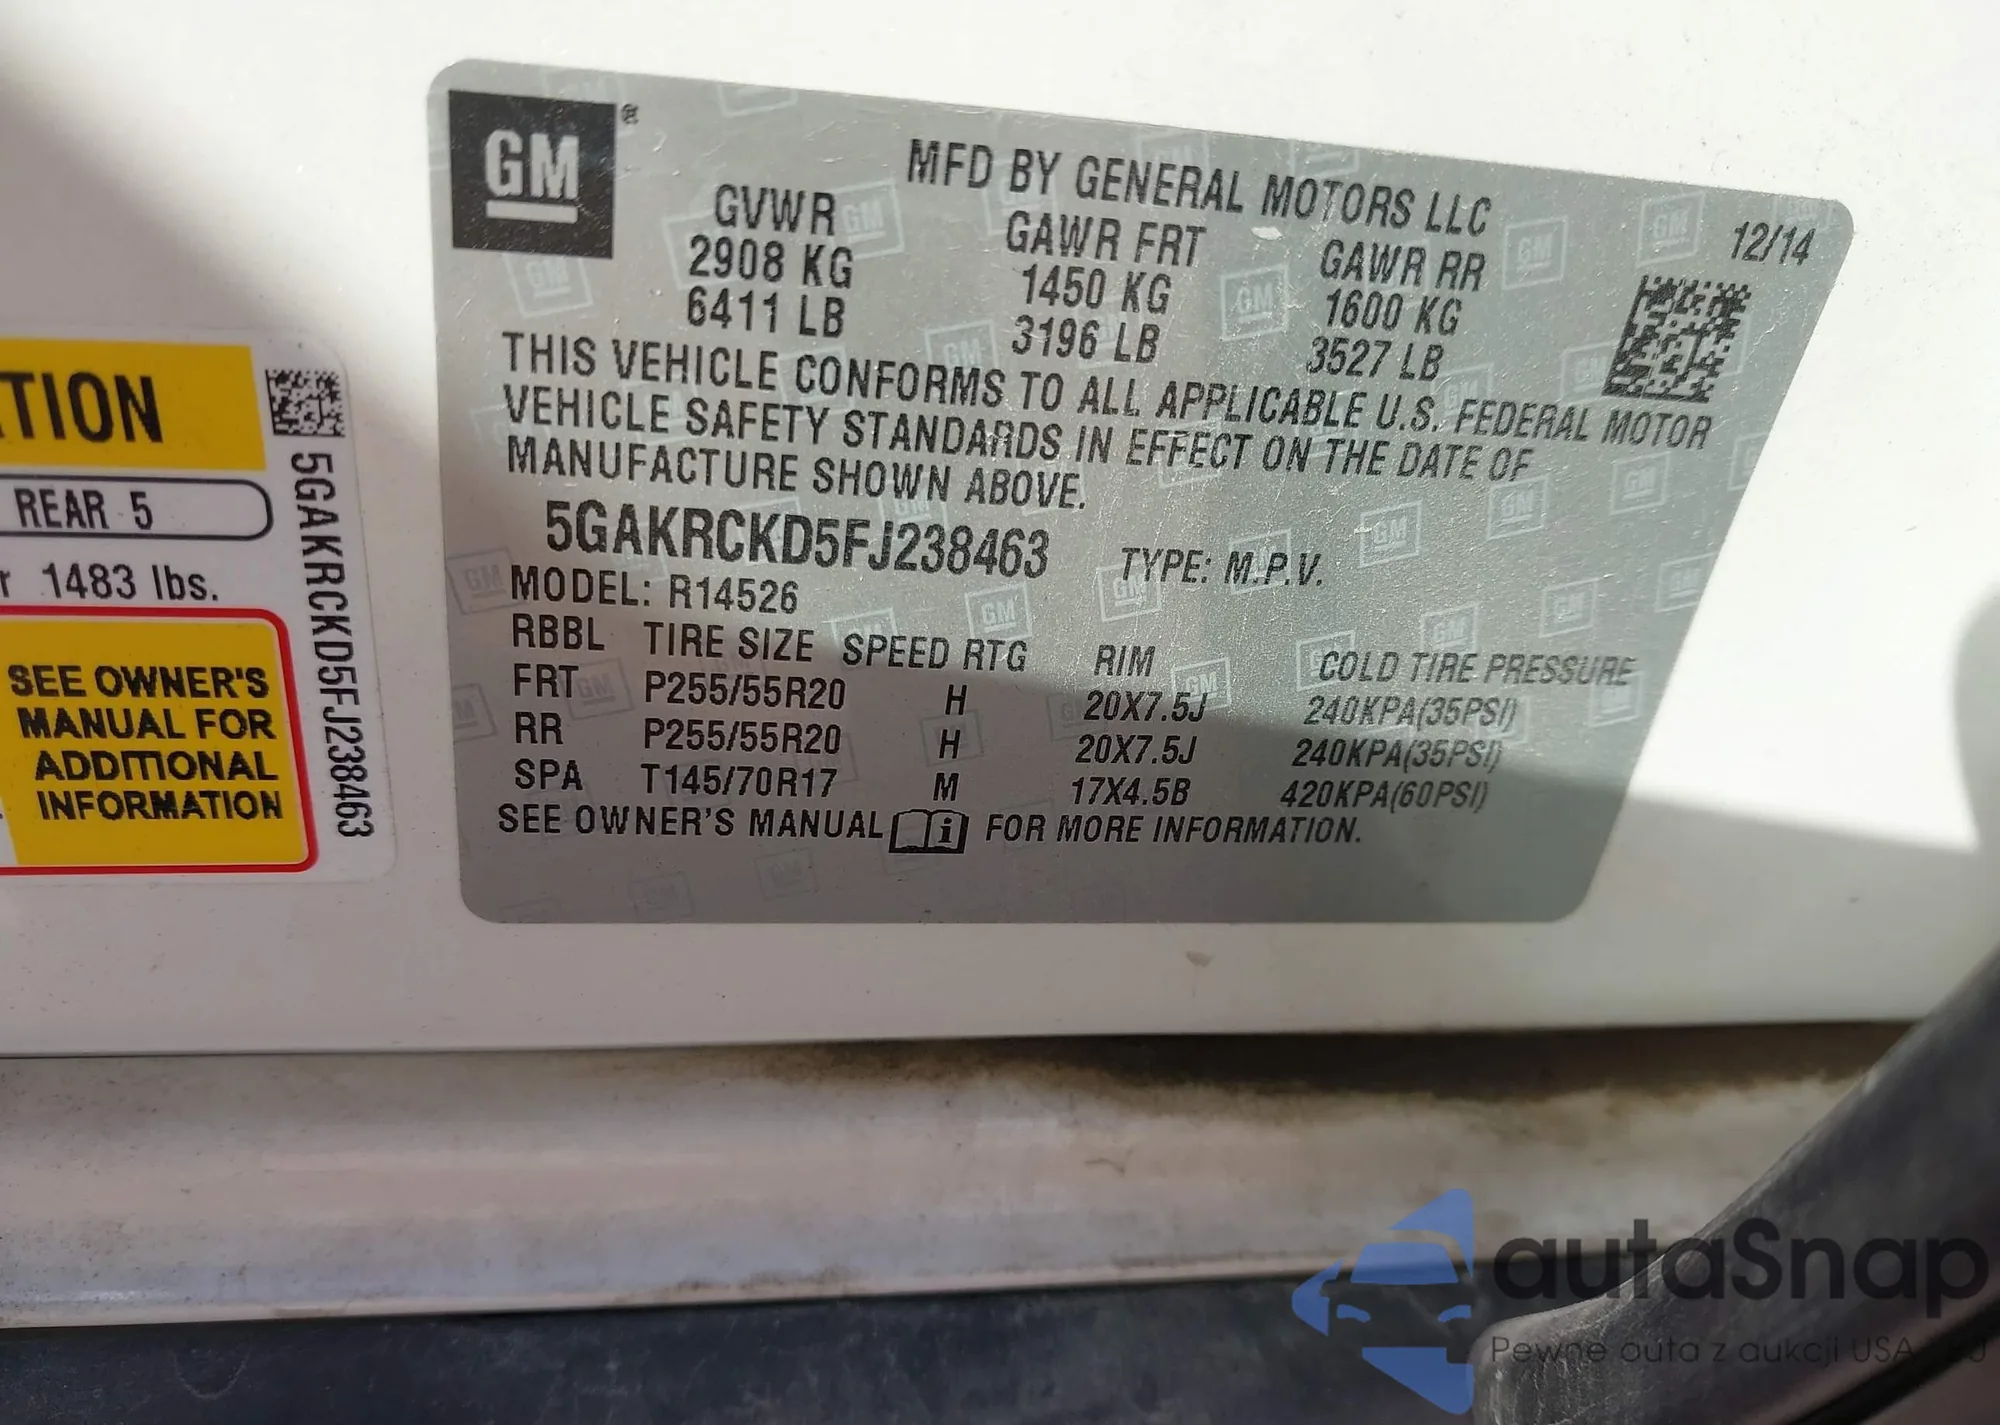 GM ®
MFD BY GENERAL MOTORS LLC
12/14
GVWR GAWR FRT GAWR RR
2908 KG 1450 KG 1600 KG
6411 LB 3196 LB 3527 LB
THIS VEHICLE CONFORMS TO ALL APPLICABLE U.S. FEDERAL MOTOR
VEHICLE SAFETY STANDARDS IN EFFECT ON THE DATE OF
MANUFACTURE SHOWN ABOVE.
5GAKRCKD5FJ238463 TYPE: M.P.V.
MODEL: R14526
RBBL TIRE SIZE SPEED RTG RIM COLD TIRE PRESSURE
FRT P255/55R20 H 20X7.5J 240KPA(35PSI)
RR P255/55R20 H 20X7.5J 240KPA(35PSI)
SPA T145/70R17 M 17X4.5B 420KPA(60PSI)
SEE OWNER'S MANUAL i FOR MORE INFORMATION.
TION
REAR 5
r 1483 lbs.
SEE OWNER'S
MANUAL FOR
ADDITIONAL
INFORMATION
5GAKRCKD5FJ238463
autaSnap
Pewne auta z aukcji USA